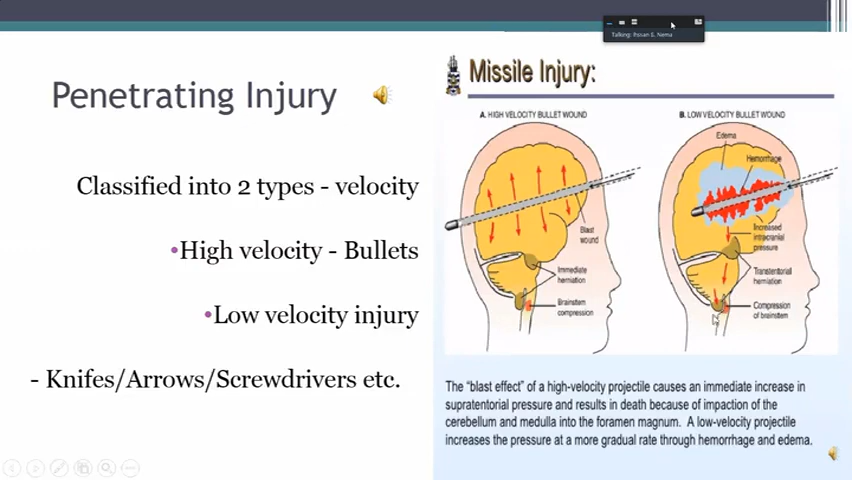 Talking: Ihssan S. Nema
Penetrating Injury
Classified into 2 types - velocity
•High velocity - Bullets
•Low velocity injury
- Knifes/Arrows/Screwdrivers etc.
Missile Injury:
A. HIGH VELOCITY BULLET WOUND
Blast
wound
Immediate
herniation
Brainstem
compression
B. LOW VELOCITY BULLET WOUND
Edema
Hemorrhage
Increased
intracranial
pressure
Transtentorial
herniation
Compression
of brainstem
The "blast effect" of a high-velocity projectile causes an immediate increase in
supratentorial pressure and results in death because of impaction of the
cerebellum and medulla into the foramen magnum. A low-velocity projectile
increases the pressure at a more gradual rate through hemorrhage and edema.